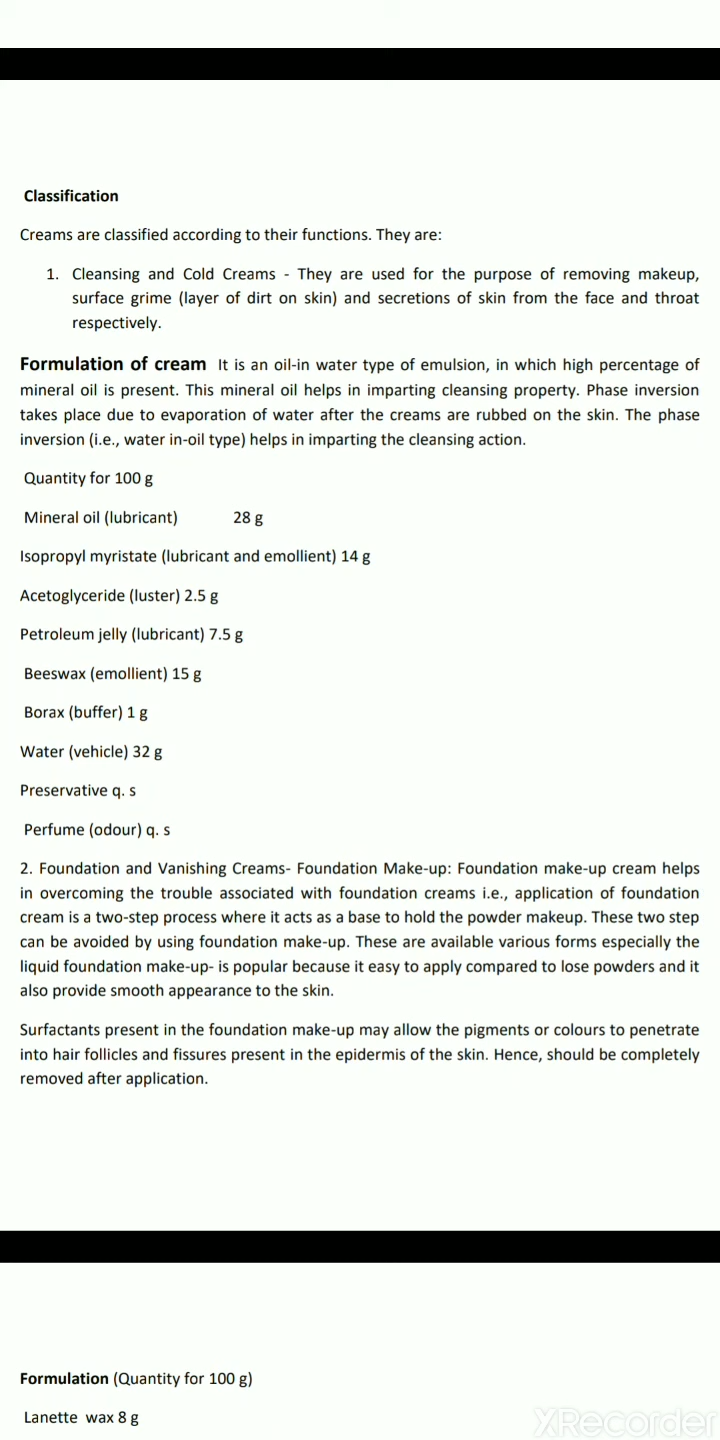 Classification
Creams are classified according to their functions. They are:
1. Cleansing and Cold Creams - They are used for the purpose of removing makeup,
surface grime (layer of dirt on skin) and secretions of skin from the face and throat
respectively.
Formulation of cream It is an oil-in water type of emulsion, in which high percentage of
mineral oil is present. This mineral oil helps in imparting cleansing property. Phase inversion
takes place due to evaporation of water after the creams are rubbed on the skin. The phase
inversion (i.e., water in-oil type) helps in imparting the cleansing action.
Quantity for 100 g
Mineral oil (lubricant) 28 g
Isopropyl myristate (lubricant and emollient) 14 g
Acetoglyceride (luster) 2.5 g
Petroleum jelly (lubricant) 7.5 g
Beeswax (emollient) 15 g
Borax (buffer) 1 g
Water (vehicle) 32 g
Preservative q. s
Perfume (odour) q. s
2. Foundation and Vanishing Creams- Foundation Make-up: Foundation make-up cream helps
in overcoming the trouble associated with foundation creams i.e., application of foundation
cream is a two-step process where it acts as a base to hold the powder makeup. These two step
can be avoided by using foundation make-up. These are available various forms especially the
liquid foundation make-up- is popular because it easy to apply compared to lose powders and it
also provide smooth appearance to the skin.
Surfactants present in the foundation make-up may allow the pigments or colours to penetrate
into hair follicles and fissures present in the epidermis of the skin. Hence, should be completely
removed after application.
Formulation (Quantity for 100 g)
Lanette wax 8 g
XRecorder